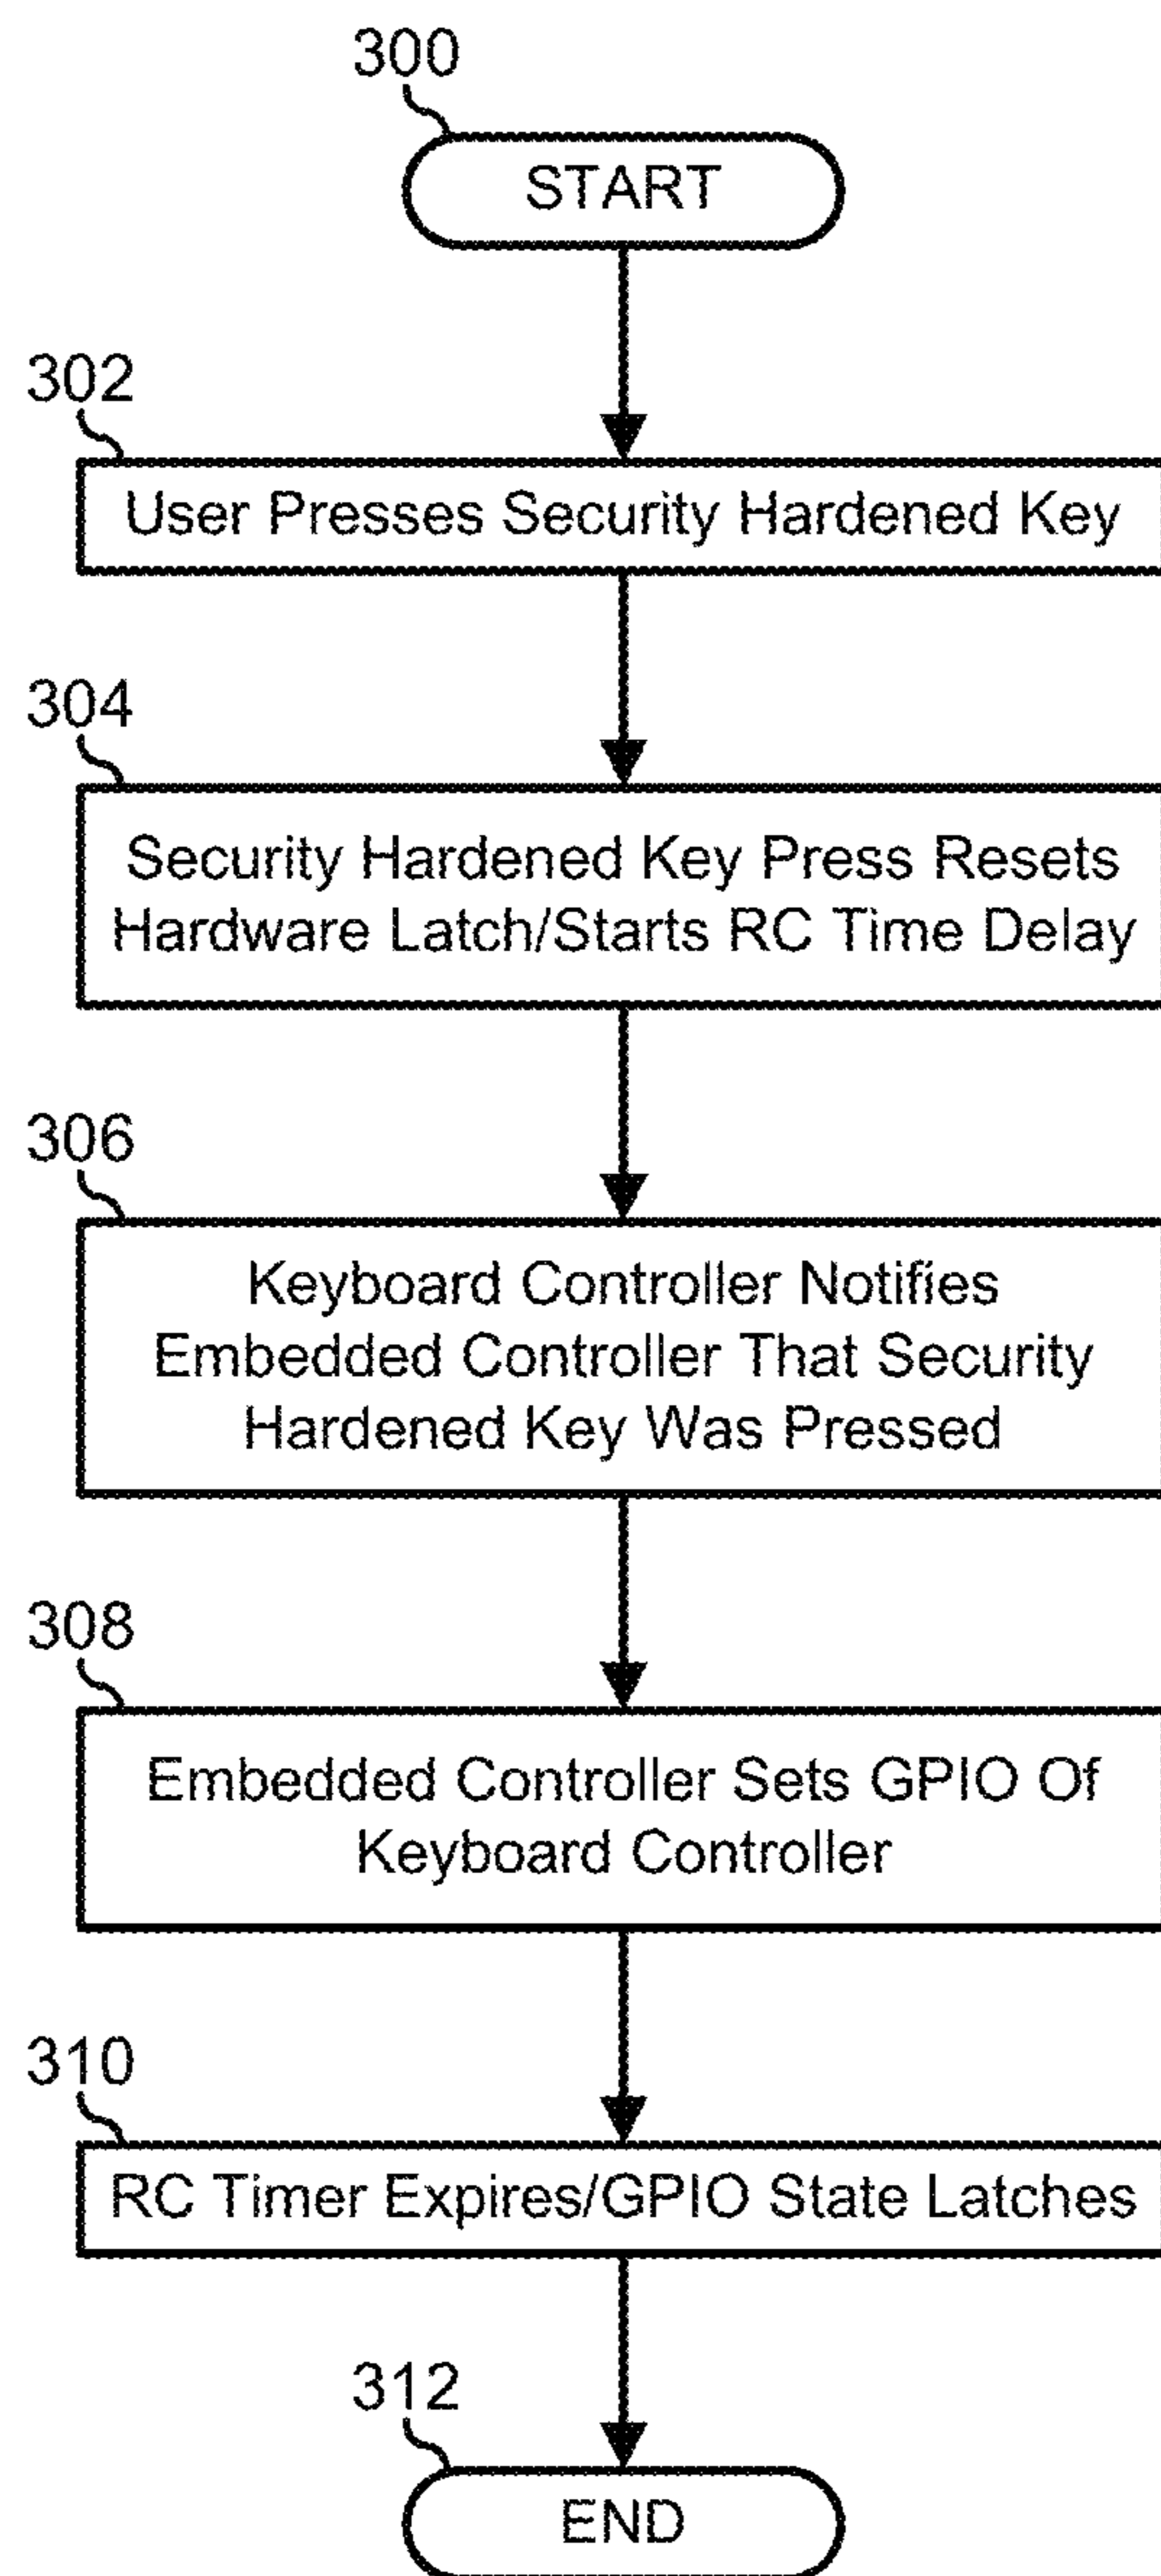 300
START
302
User Presses Security Hardened Key
304
Security Hardened Key Press Resets
Hardware Latch/Starts RC Time Delay
306
Keyboard Controller Notifies
Embedded Controller That Security
Hardened Key Was Pressed
308
Embedded Controller Sets GPIO Of
Keyboard Controller
310
RC Timer Expires/GPIO State Latches
312
END